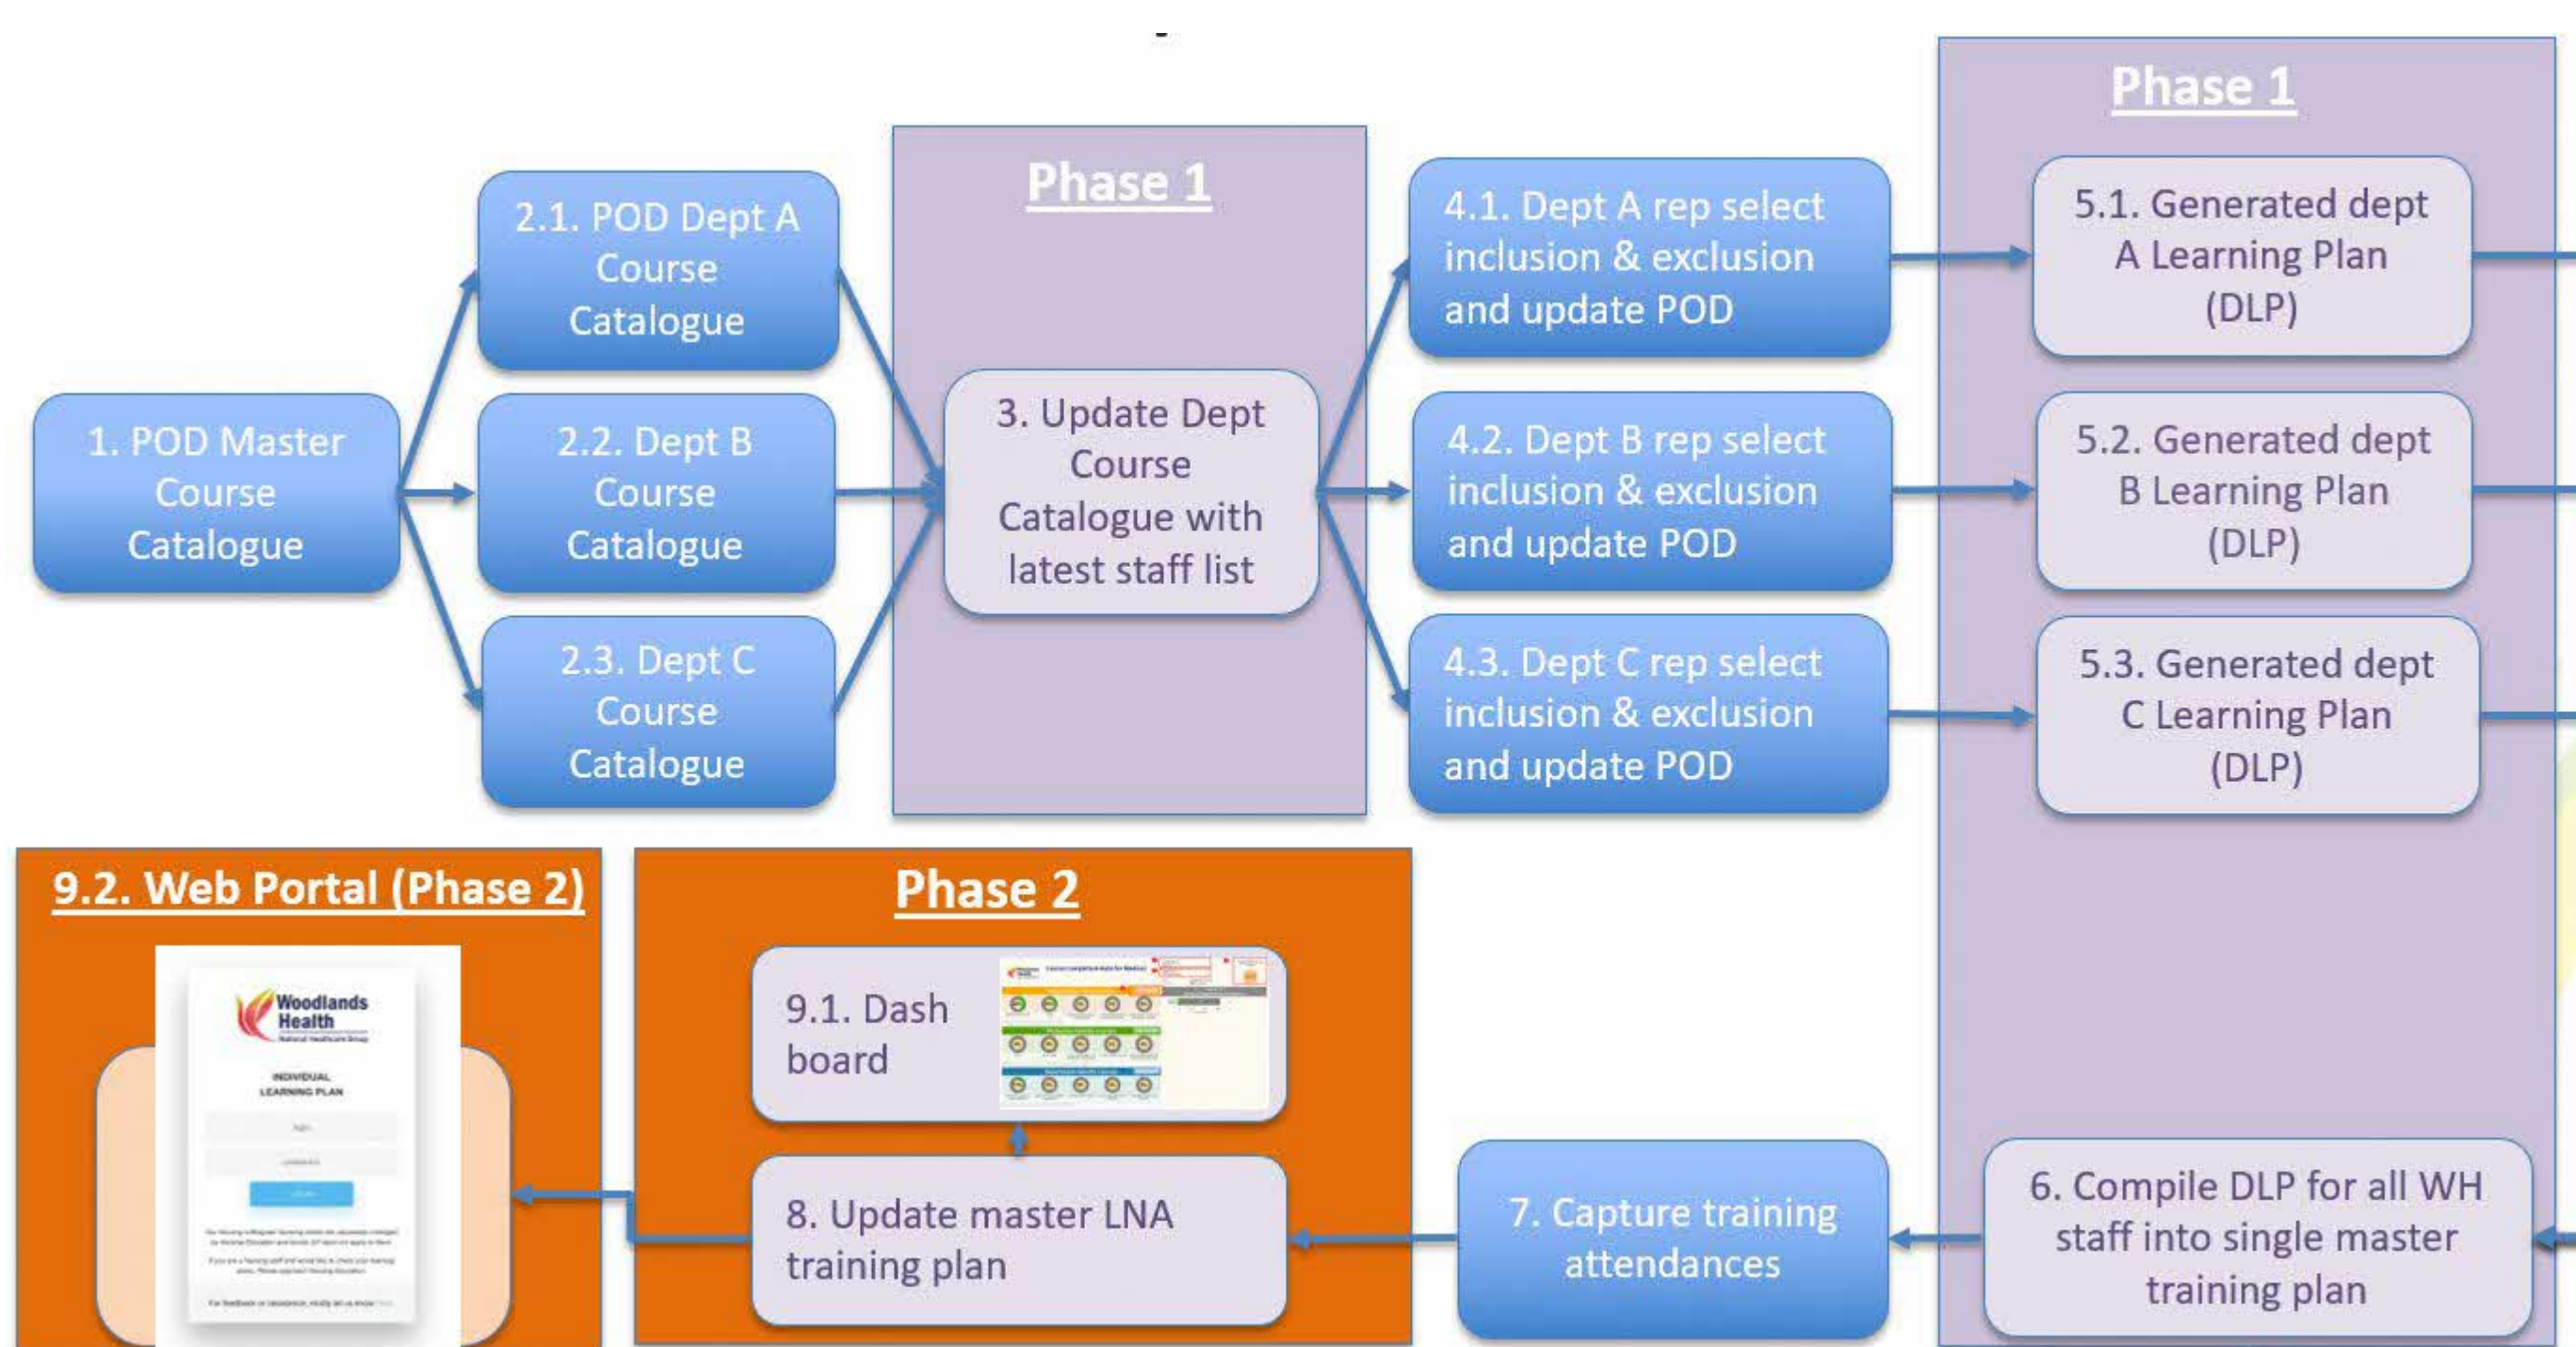 Phase 1
Phase 1
1. POD Master
Course
Catalogue
2.1. POD Dept A
Course
Catalogue
2.2. Dept B
Course
Catalogue
2.3. Dept C
Course
Catalogue
3. Update Dept
Course
Catalogue with
latest staff list
4.1. Dept A rep select
inclusion & exclusion
and update POD
4.2. Dept B rep select
inclusion & exclusion
and update POD
4.3. Dept C rep select
inclusion & exclusion
and update POD
5.1. Generated dept
A Learning Plan
(DLP)
5.2. Generated dept
B Learning Plan
(DLP)
5.3. Generated dept
C Learning Plan
(DLP)
9.2. Web Portal (Phase 2)
Woodlands
Health
National Healthcare Group
INDIVIDUAL
LEARNING PLAN
Phase 2
9.1. Dash
board
8. Update master LNA
training plan
7. Capture training
attendances
6. Compile DLP for all WH
staff into single master
training plan